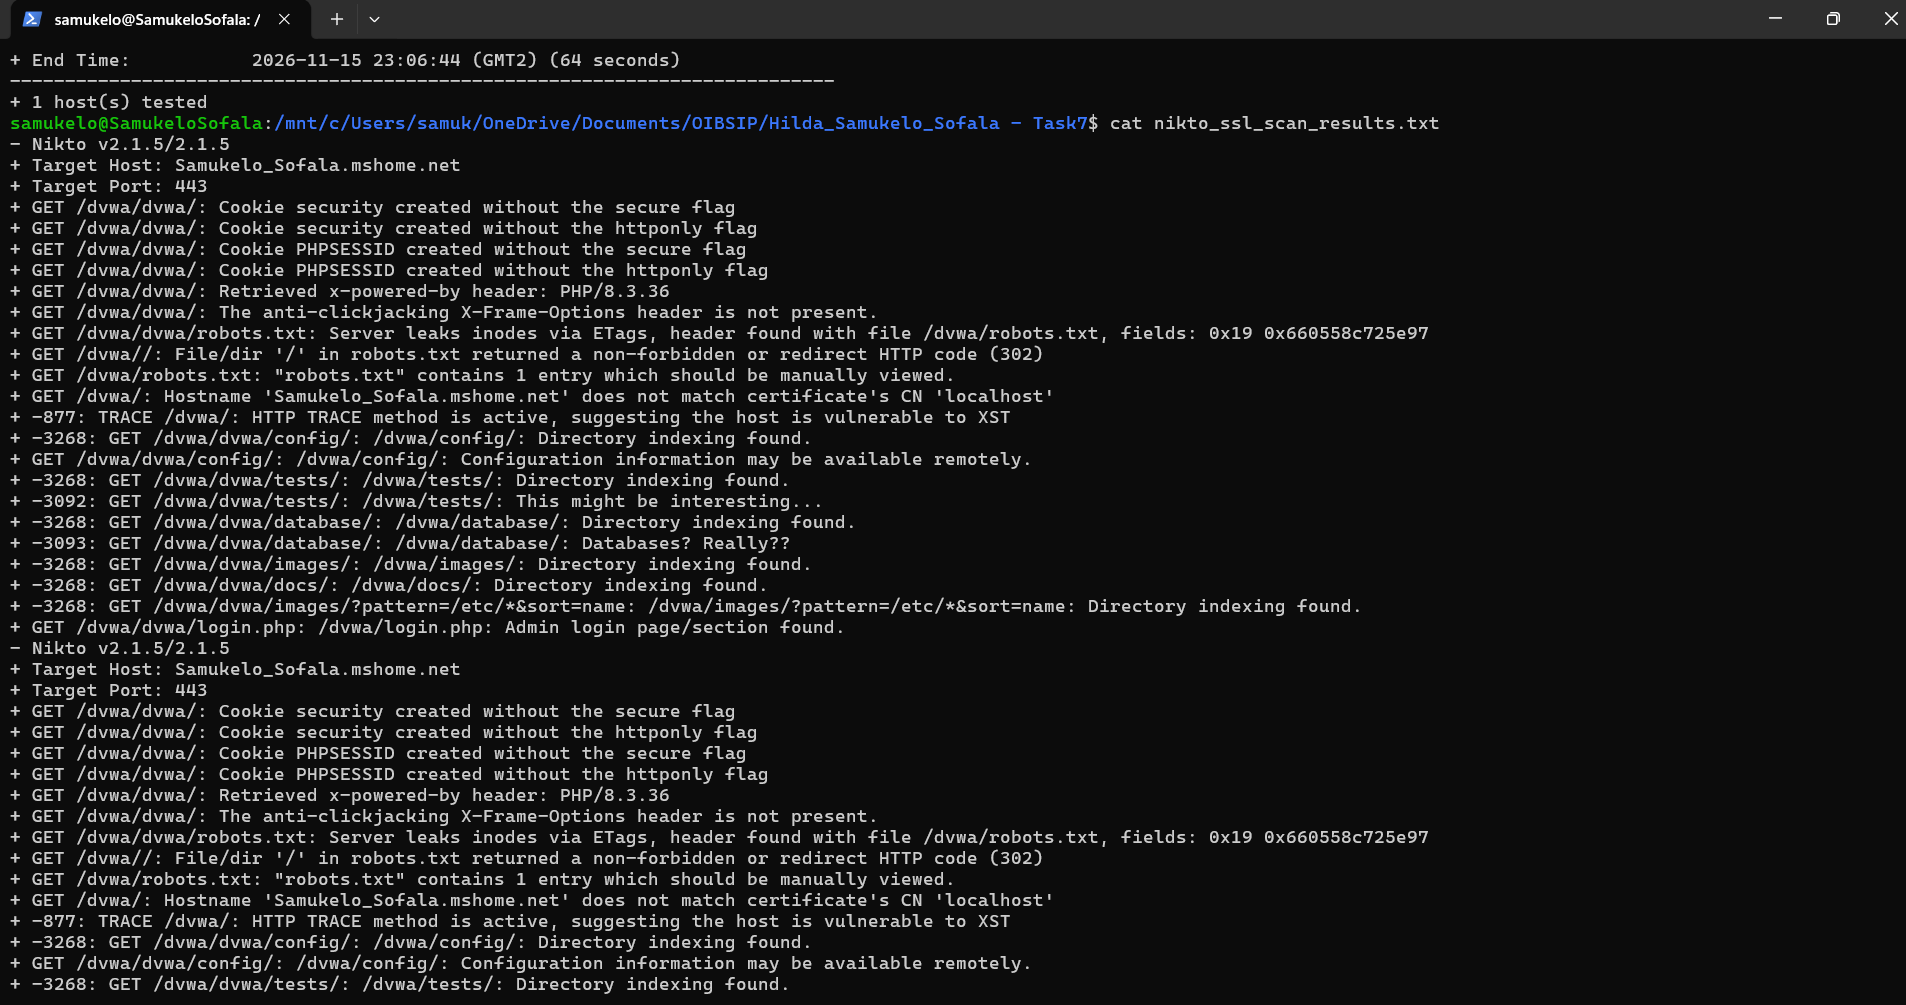 samukelo@SamukeloSofala: /
+ End Time:           2026-11-15 23:06:44 (GMT2) (64 seconds)
---------------------------------------------------------------------------
+ 1 host(s) tested
samukelo@SamukeloSofala:/mnt/c/Users/samuk/OneDrive/Documents/OIBSIP/Hilda_Samukelo_Sofala - Task7$ cat nikto_ssl_scan_results.txt
- Nikto v2.1.5/2.1.5
+ Target Host: Samukelo_Sofala.mshome.net
+ Target Port: 443
+ GET /dvwa/dvwa/: Cookie security created without the secure flag
+ GET /dvwa/dvwa/: Cookie security created without the httponly flag
+ GET /dvwa/dvwa/: Cookie PHPSESSID created without the secure flag
+ GET /dvwa/dvwa/: Cookie PHPSESSID created without the httponly flag
+ GET /dvwa/dvwa/: Retrieved x-powered-by header: PHP/8.3.36
+ GET /dvwa/dvwa/: The anti-clickjacking X-Frame-Options header is not present.
+ GET /dvwa/dvwa/robots.txt: Server leaks inodes via ETags, header found with file /dvwa/robots.txt, fields: 0x19 0x660558c725e97
+ GET /dvwa//: File/dir '/' in robots.txt returned a non-forbidden or redirect HTTP code (302)
+ GET /dvwa/robots.txt: "robots.txt" contains 1 entry which should be manually viewed.
+ GET /dvwa/: Hostname 'Samukelo_Sofala.mshome.net' does not match certificate's CN 'localhost'
+ -877: TRACE /dvwa/: HTTP TRACE method is active, suggesting the host is vulnerable to XST
+ -3268: GET /dvwa/dvwa/config/: /dvwa/config/: Directory indexing found.
+ GET /dvwa/dvwa/config/: /dvwa/config/: Configuration information may be available remotely.
+ -3268: GET /dvwa/dvwa/tests/: /dvwa/tests/: Directory indexing found.
+ -3092: GET /dvwa/dvwa/tests/: /dvwa/tests/: This might be interesting...
+ -3268: GET /dvwa/dvwa/database/: /dvwa/database/: Directory indexing found.
+ -3093: GET /dvwa/dvwa/database/: /dvwa/database/: Databases? Really??
+ -3268: GET /dvwa/dvwa/images/: /dvwa/images/: Directory indexing found.
+ -3268: GET /dvwa/dvwa/docs/: /dvwa/docs/: Directory indexing found.
+ -3268: GET /dvwa/dvwa/images/?pattern=/etc/*&sort=name: /dvwa/images/?pattern=/etc/*&sort=name: Directory indexing found.
+ GET /dvwa/dvwa/login.php: /dvwa/login.php: Admin login page/section found.
- Nikto v2.1.5/2.1.5
+ Target Host: Samukelo_Sofala.mshome.net
+ Target Port: 443
+ GET /dvwa/dvwa/: Cookie security created without the secure flag
+ GET /dvwa/dvwa/: Cookie security created without the httponly flag
+ GET /dvwa/dvwa/: Cookie PHPSESSID created without the secure flag
+ GET /dvwa/dvwa/: Cookie PHPSESSID created without the httponly flag
+ GET /dvwa/dvwa/: Retrieved x-powered-by header: PHP/8.3.36
+ GET /dvwa/dvwa/: The anti-clickjacking X-Frame-Options header is not present.
+ GET /dvwa/dvwa/robots.txt: Server leaks inodes via ETags, header found with file /dvwa/robots.txt, fields: 0x19 0x660558c725e97
+ GET /dvwa//: File/dir '/' in robots.txt returned a non-forbidden or redirect HTTP code (302)
+ GET /dvwa/robots.txt: "robots.txt" contains 1 entry which should be manually viewed.
+ GET /dvwa/: Hostname 'Samukelo_Sofala.mshome.net' does not match certificate's CN 'localhost'
+ -877: TRACE /dvwa/: HTTP TRACE method is active, suggesting the host is vulnerable to XST
+ -3268: GET /dvwa/dvwa/config/: /dvwa/config/: Directory indexing found.
+ GET /dvwa/dvwa/config/: /dvwa/config/: Configuration information may be available remotely.
+ -3268: GET /dvwa/dvwa/tests/: /dvwa/tests/: Directory indexing found.